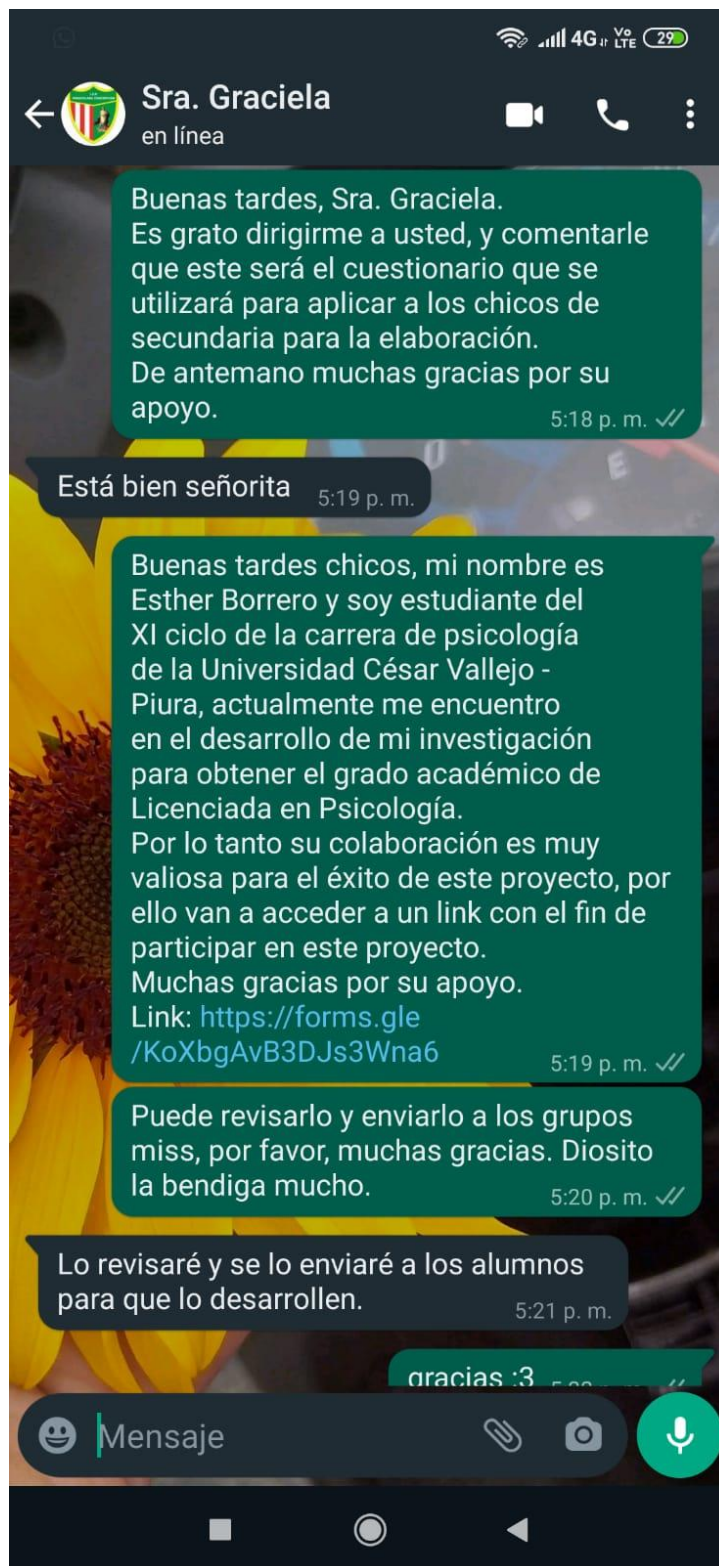 4G Vo LTE 29
Sra. Graciela
en línea
Buenas tardes, Sra. Graciela.
Es grato dirigirme a usted, y comentarle
que este será el cuestionario que se
utilizará para aplicar a los chicos de
secundaria para la elaboración.
De antemano muchas gracias por su
apoyo.
5:18 p. m.
Está bien señorita
5:19 p. m.
Buenas tardes chicos, mi nombre es
Esther Borrero y soy estudiante del
XI ciclo de la carrera de psicología
de la Universidad César Vallejo -
Piura, actualmente me encuentro
en el desarrollo de mi investigación
para obtener el grado académico de
Licenciada en Psicología.
Por lo tanto su colaboración es muy
valiosa para el éxito de este proyecto, por
ello van a acceder a un link con el fin de
participar en este proyecto.
Muchas gracias por su apoyo.
Link: https://forms.gle
/KoXbgAvB3DJs3Wna6
5:19 p. m.
Puede revisarlo y enviarlo a los grupos
miss, por favor, muchas gracias. Diosito
la bendiga mucho.
5:20 p. m.
Lo revisaré y se lo enviaré a los alumnos
para que lo desarrollen.
5:21 p. m.
gracias :3
Mensaje